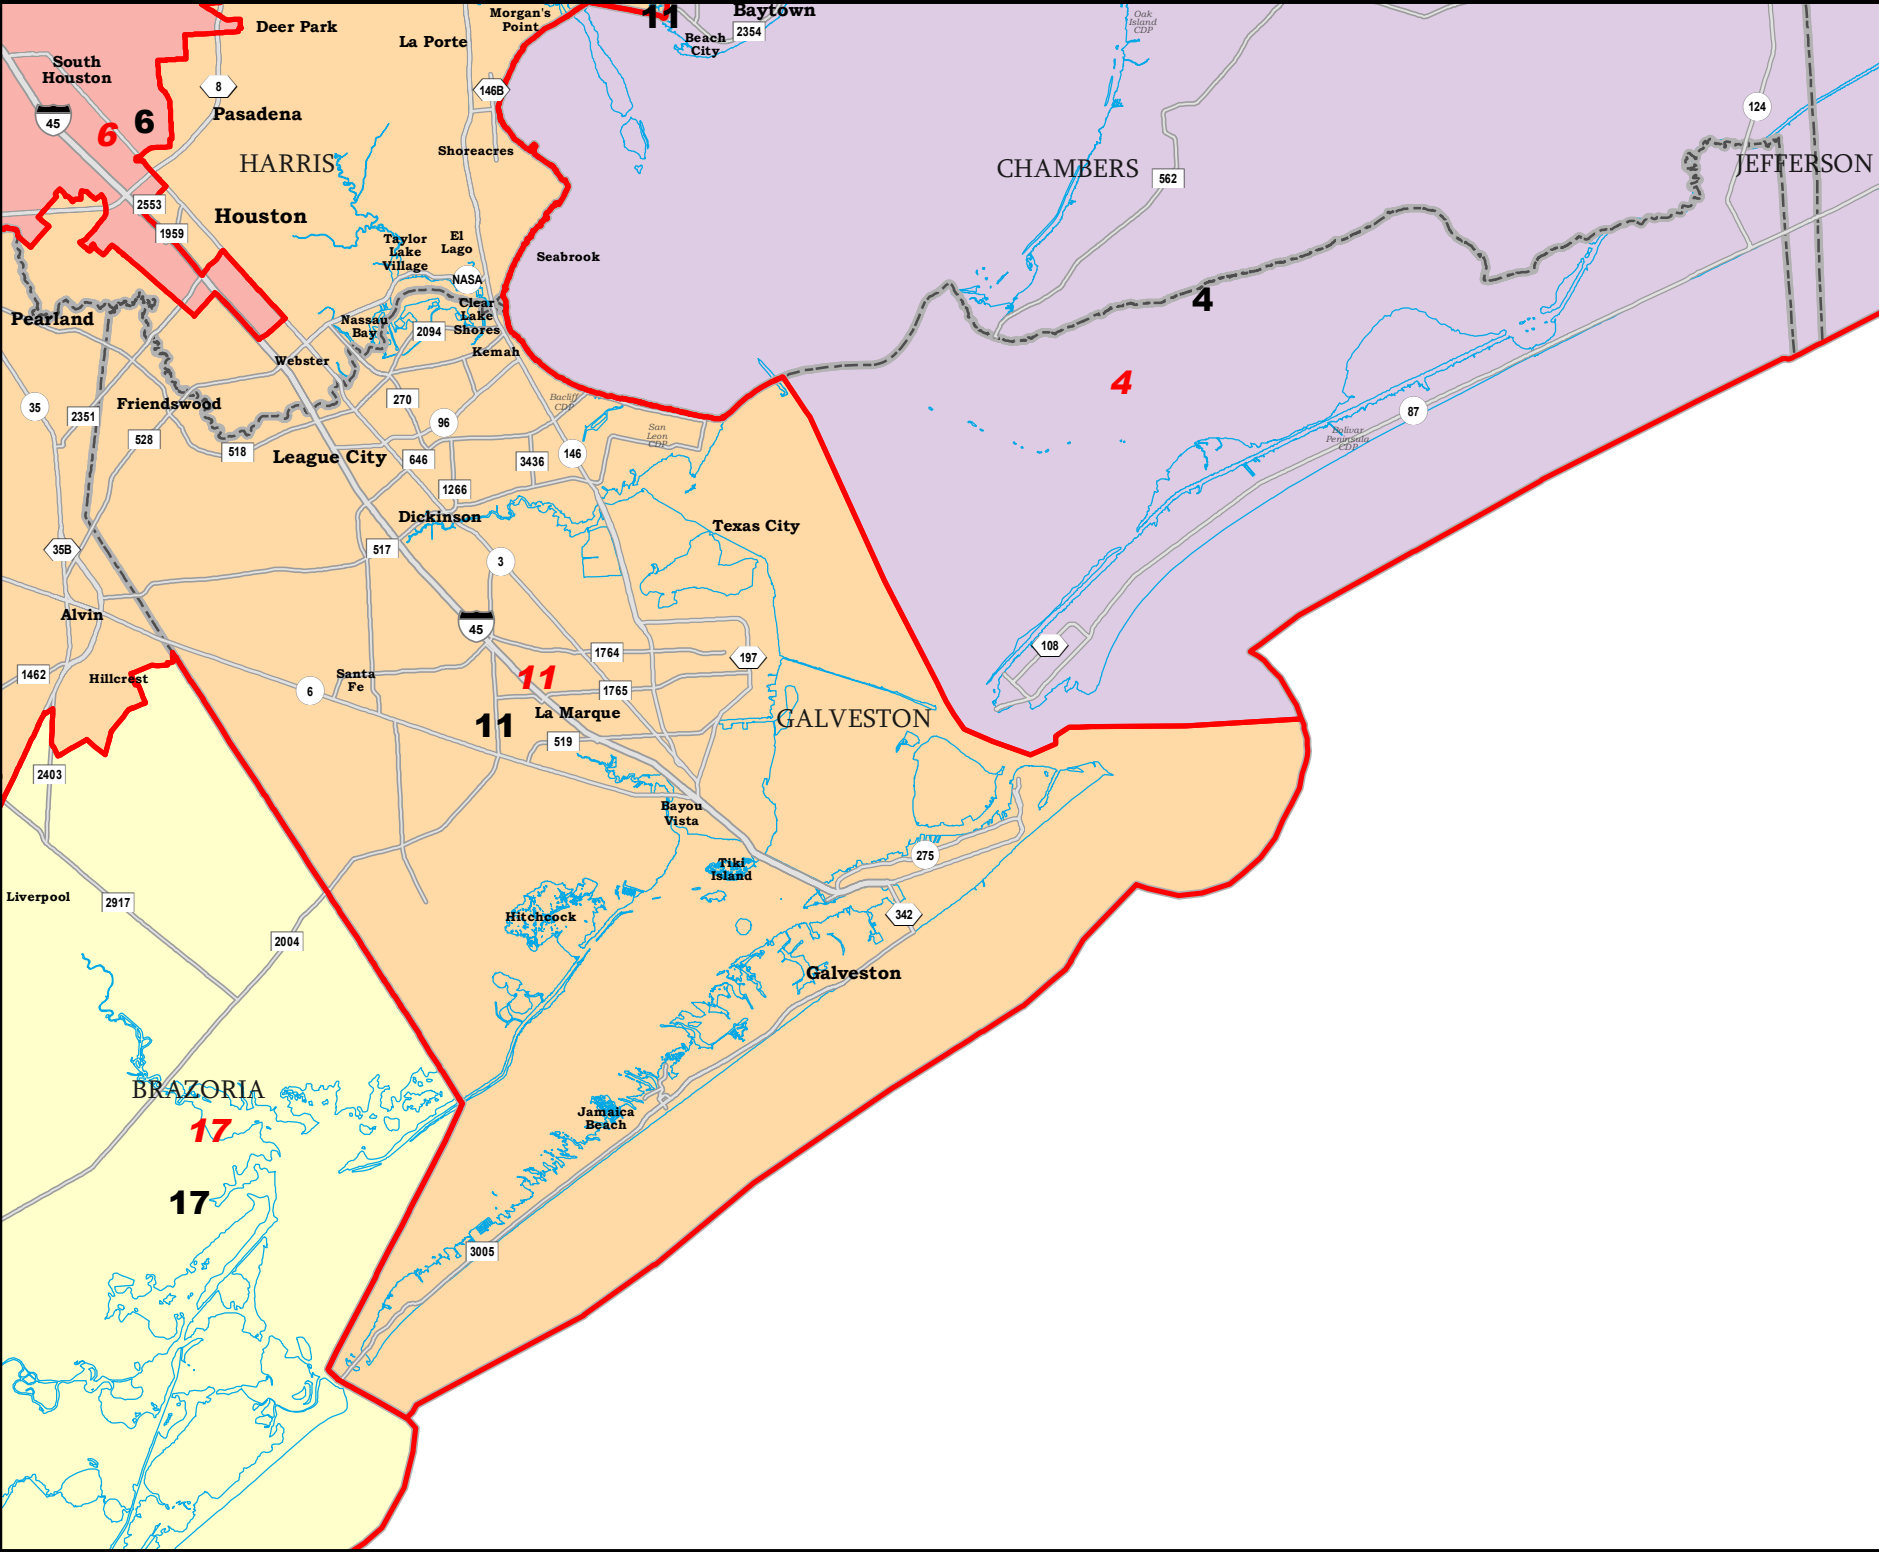 Morgan's
Point
11
Baytown
Deer Park
La Porte
Beach
City
2354
Oak
Island
CDP
South
Houston
8
146B
124
45
6
6
Pasadena
Shoreacres
HARRIS
CHAMBERS
562
JEFFERSON
2553
Houston
1959
Taylor
Lake
Village
El
Lago
Seabrook
NASA
Clear
Lake
Shores
4
Pearland
Nassau
Bay
2094
Kemah
Webster
4
35
2351
Friendswood
270
Bacliff
CDP
96
87
528
518
League City
646
3436
146
San
Leon
CDP
Bolivar
Peninsula
CDP
1266
Dickinson
Texas City
35B
517
3
Alvin
45
108
1462
Hillcrest
Santa
Fe
6
1764
197
11
1765
11
La Marque
GALVESTON
519
2403
Bayou
Vista
Tiki
Island
275
Liverpool
2917
Hitchcock
342
2004
Galveston
BRAZORIA
17
Jamaica
Beach
17
3005